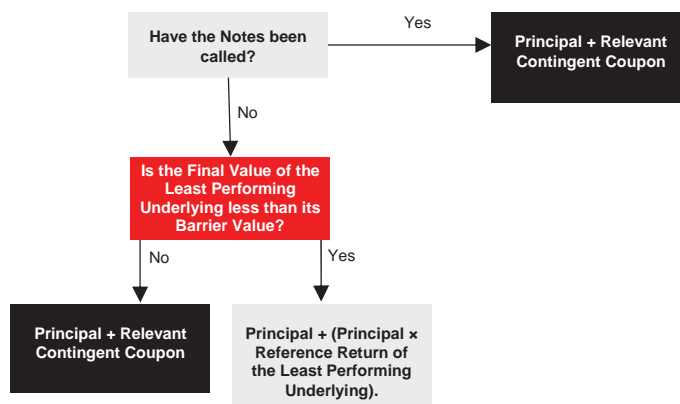 Have the Notes been
called?
Yes
Principal + Relevant
Contingent Coupon
No
Is the Final Value of the
Least Performing
Underlying less than its
Barrier Value?
No
Yes
Principal + Relevant
Contingent Coupon
Principal + (Principal ×
Reference Return of
the Least Performing
Underlying).